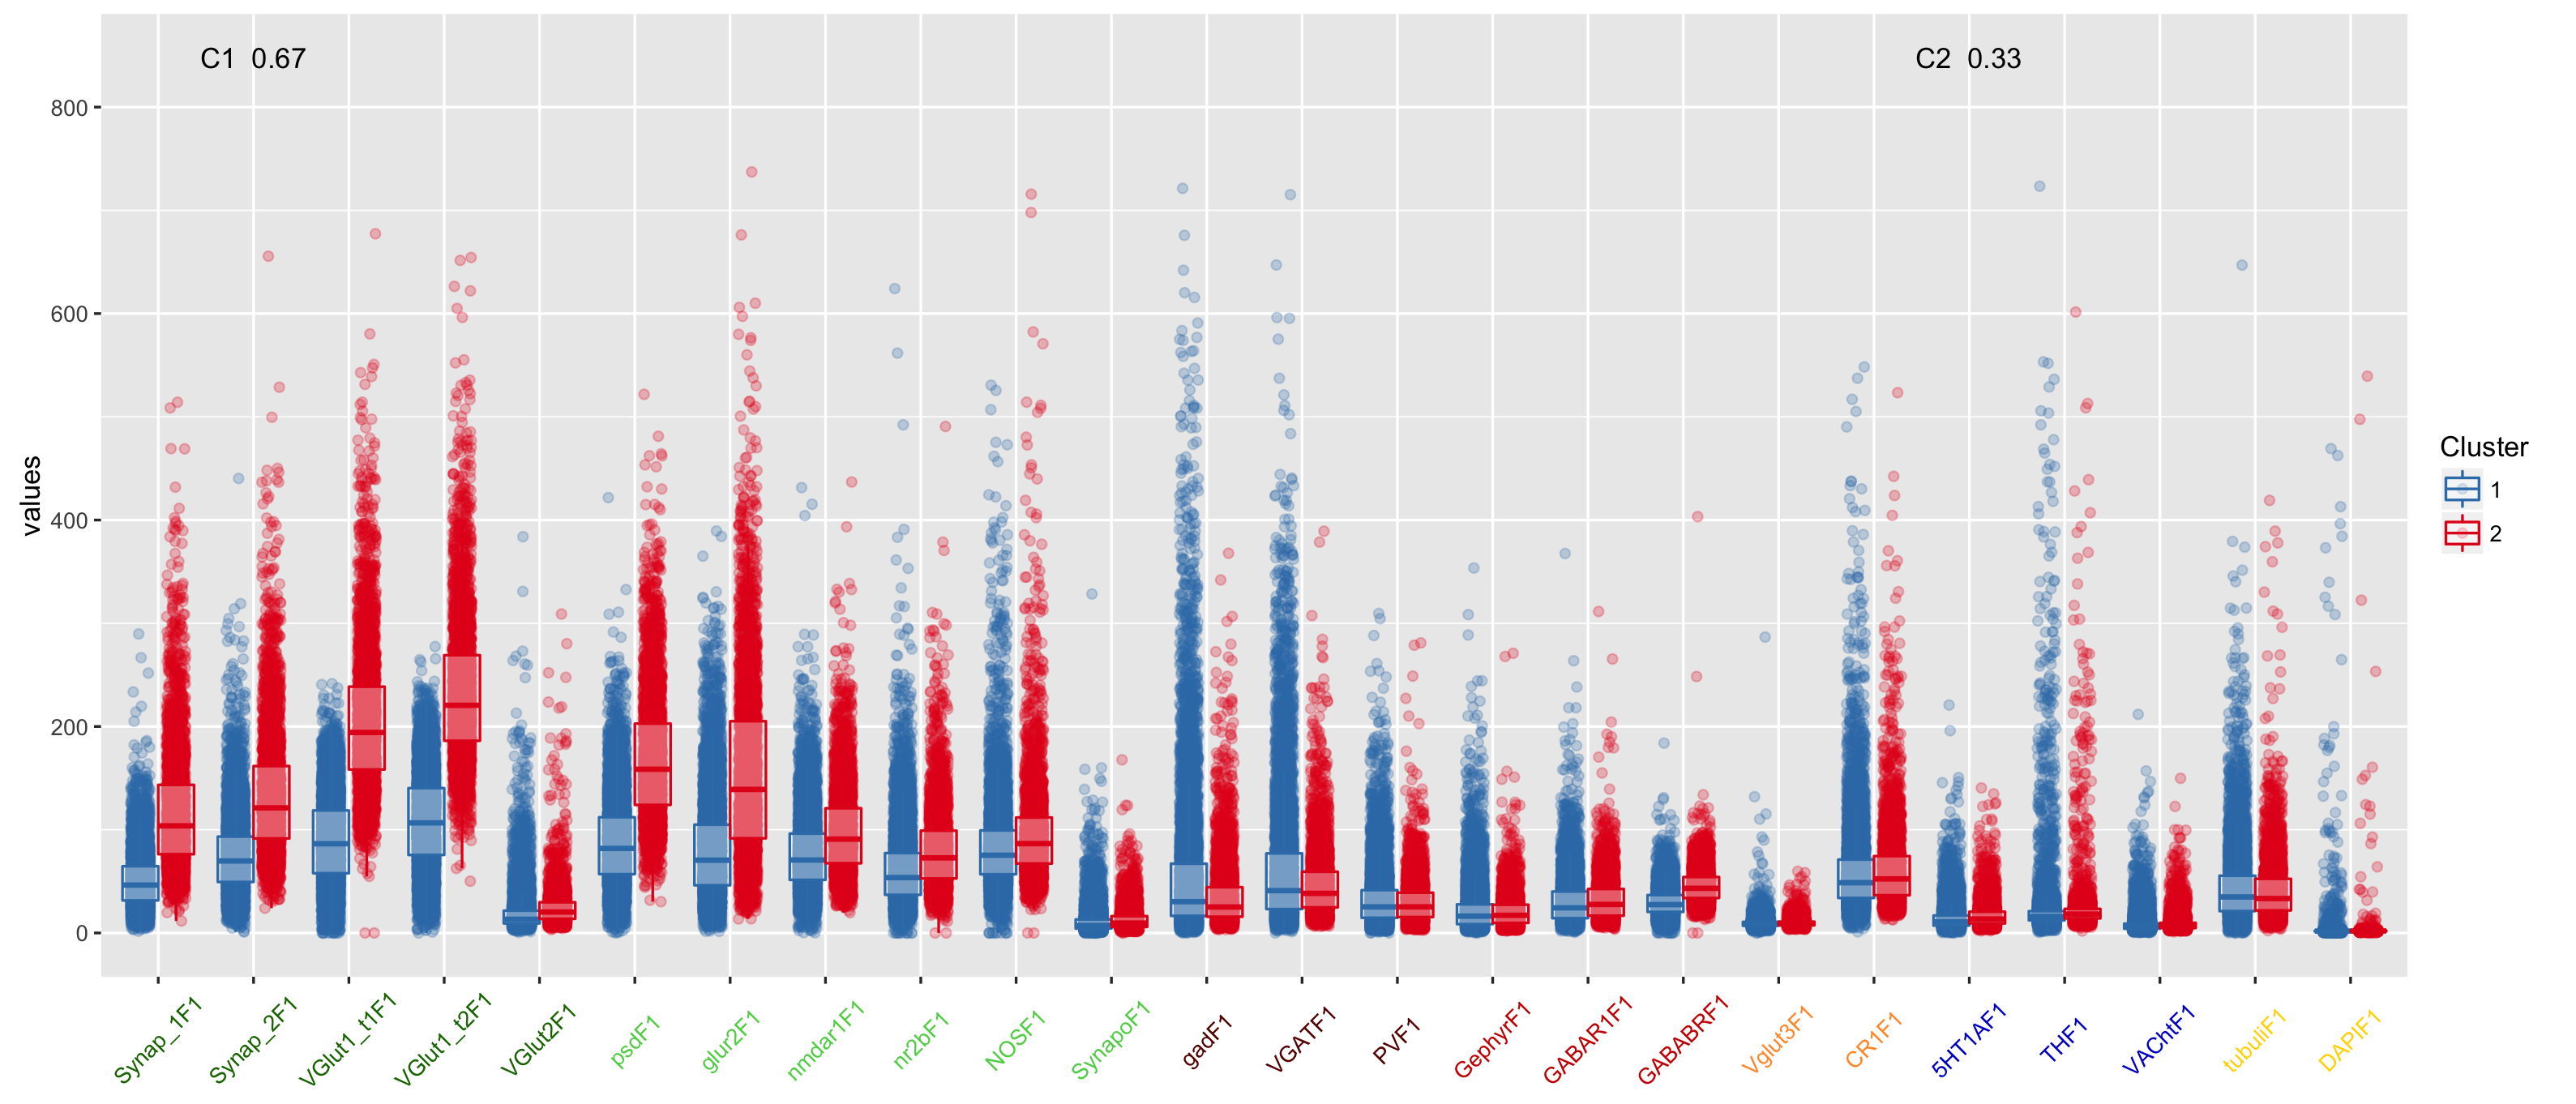 C1 0.67
C2 0.33
800
600
400
200
0
values
Synap_1F1
Synap_2F1
VGlut1_t1F1
VGlut1_t2F1
VGlut2F1
psdF1
glur2F1
nmdar1F1
nr2bF1
NOSF1
SynapoF1
gadF1
VGATF1
PVF1
GephyrF1
GABAR1F1
GABABRF1
Vglut3F1
CR1F1
5HT1AF1
THF1
VAChtF1
tubuliF1
DAPIF1
Cluster
1
2